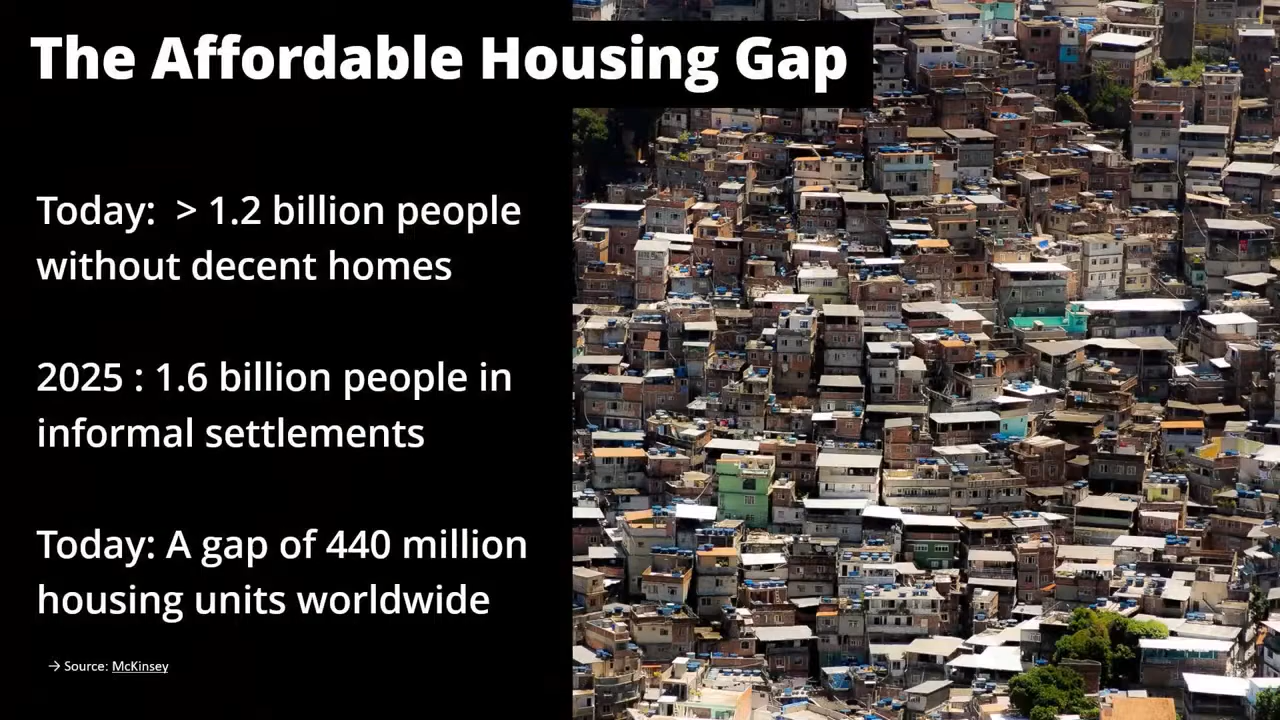 The Affordable Housing Gap
Today:  > 1.2 billion people
without decent homes
2025 : 1.6 billion people in
informal settlements
Today: A gap of 440 million
housing units worldwide
→ Source: McKinsey